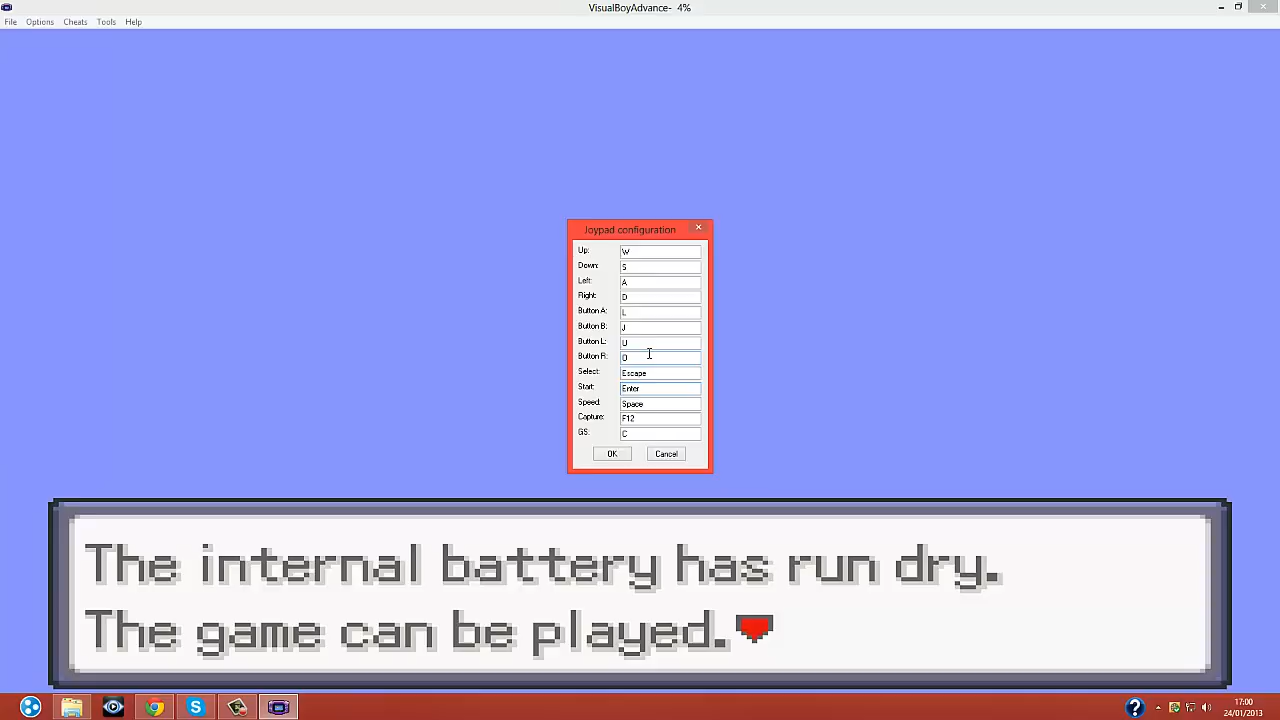 VisualBoyAdvance- 4%
File Options Cheats Tools Help
Joypad configuration
Up: W
Down: S
Left: A
Right: D
Button A: L
Button B: J
Button L: U
Button R: O
Select: Escape
Start: Enter
Speed: Space
Capture: F12
GS: C
OK Cancel
The internal battery has run dry.
The game can be played.
17:00
24/01/2013